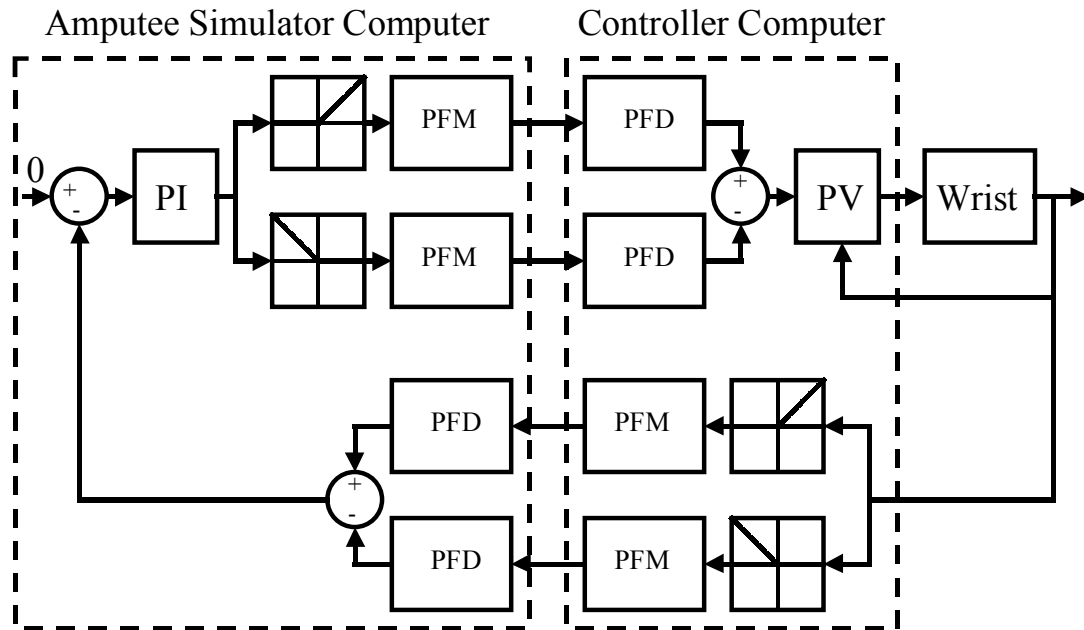 Amputee Simulator Computer
Controller Computer
PFM
PFD
0
+
-
PI
+
-
PV
Wrist
PFM
PFD
PFD
PFM
+
-
PFD
PFM